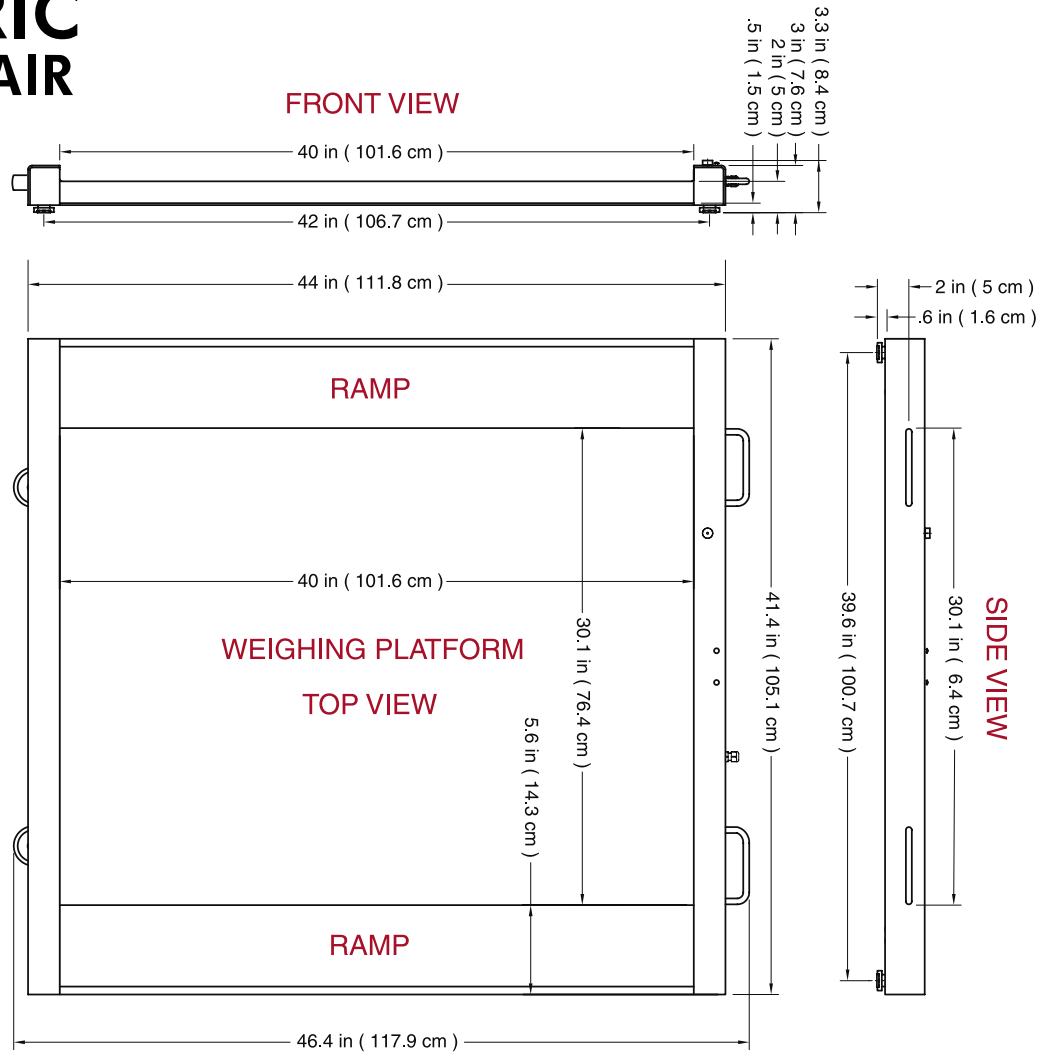 RIC
AIR
FRONT VIEW
3.3 in ( 8.4 cm )
3 in ( 7.6 cm )
2 in ( 5 cm )
.5 in ( 1.5 cm )
40 in ( 101.6 cm )
42 in ( 106.7 cm )
44 in ( 111.8 cm )
2 in ( 5 cm )
.6 in ( 1.6 cm )
RAMP
40 in ( 101.6 cm )
WEIGHING PLATFORM
TOP VIEW
30.1 in ( 76.4 cm )
5.6 in ( 14.3 cm )
41.4 in ( 105.1 cm )
39.6 in ( 100.7 cm )
30.1 in ( 6.4 cm )
SIDE VIEW
RAMP
46.4 in ( 117.9 cm )